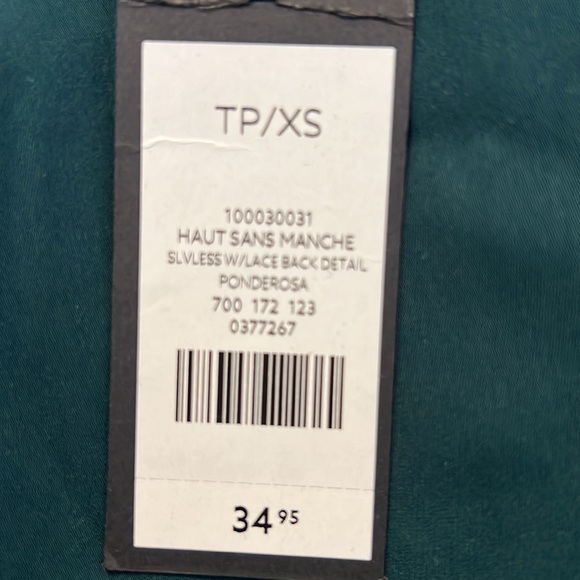 TP/XS
100030031
HAUT SANS MANCHE
SLVLESS W/LACE BACK DETAIL
PONDEROSA
700 172 123
0377267
34 95